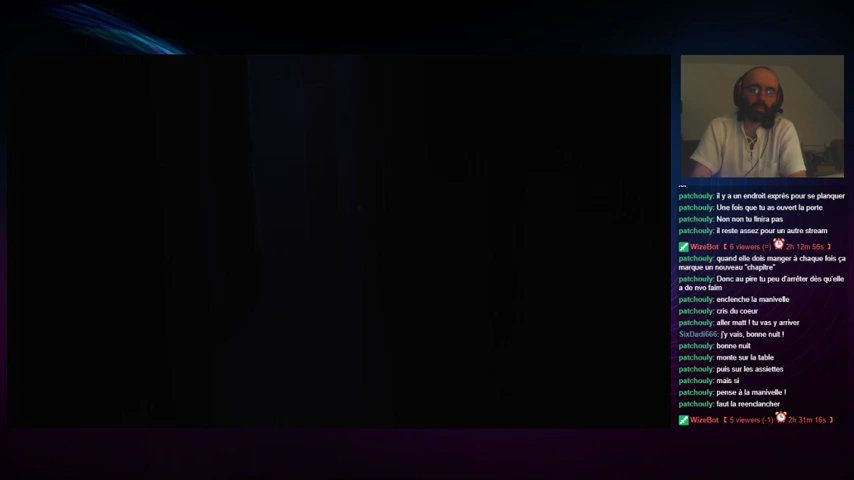 patchouly: il y a un endroit exprés pour se planquer
patchouly: Une fois que tu as ouvert la porte
patchouly: Non non tu finira pas
patchouly: il reste assez pour un autre stream
WizeBot 【 6 viewers (=) ⏰ 2h 12m 56s 】
patchouly: quand elle dois manger à chaque fois ça
marque un nouveau "chapitre"
patchouly: Donc au pire tu peu d'arrêter dés qu'elle
a de nvo faim
patchouly: enclenche la manivelle
patchouly: cris du coeur
patchouly: aller matt ! tu vas y arriver
SixDadi666: j'y vais, bonne nuit !
patchouly: bonne nuit
patchouly: monte sur la table
patchouly: puis sur les assiettes
patchouly: mais si
patchouly: pense à la manivelle !
patchouly: faut la reenclancher
WizeBot 【 5 viewers (-1) ⏰ 2h 31m 16s 】